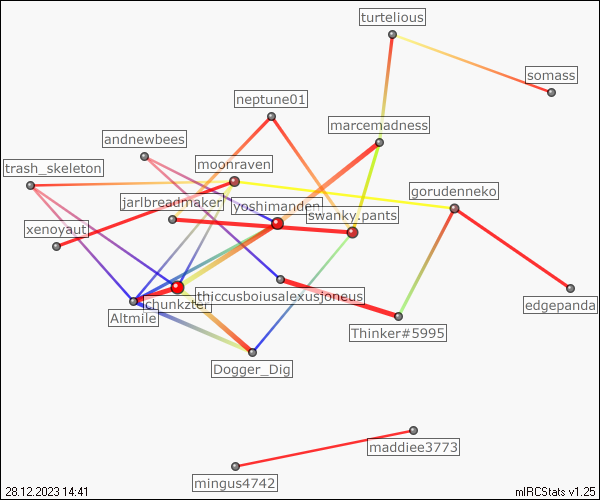 turtelious
somass
neptune01
marcemadness
andnewbees
moonraven
trash_skeleton
gorudenneko
jarlbreadmaker
yoshimanden
swanky.pants
xenoyaut
thiccusboiusalexusjoneus
chunkzter
edgepanda
Altmile
Thinker#5995
Dogger_Dig
maddiee3773
mingus4742
28.12.2023 14:41
mIRCStats v1.25